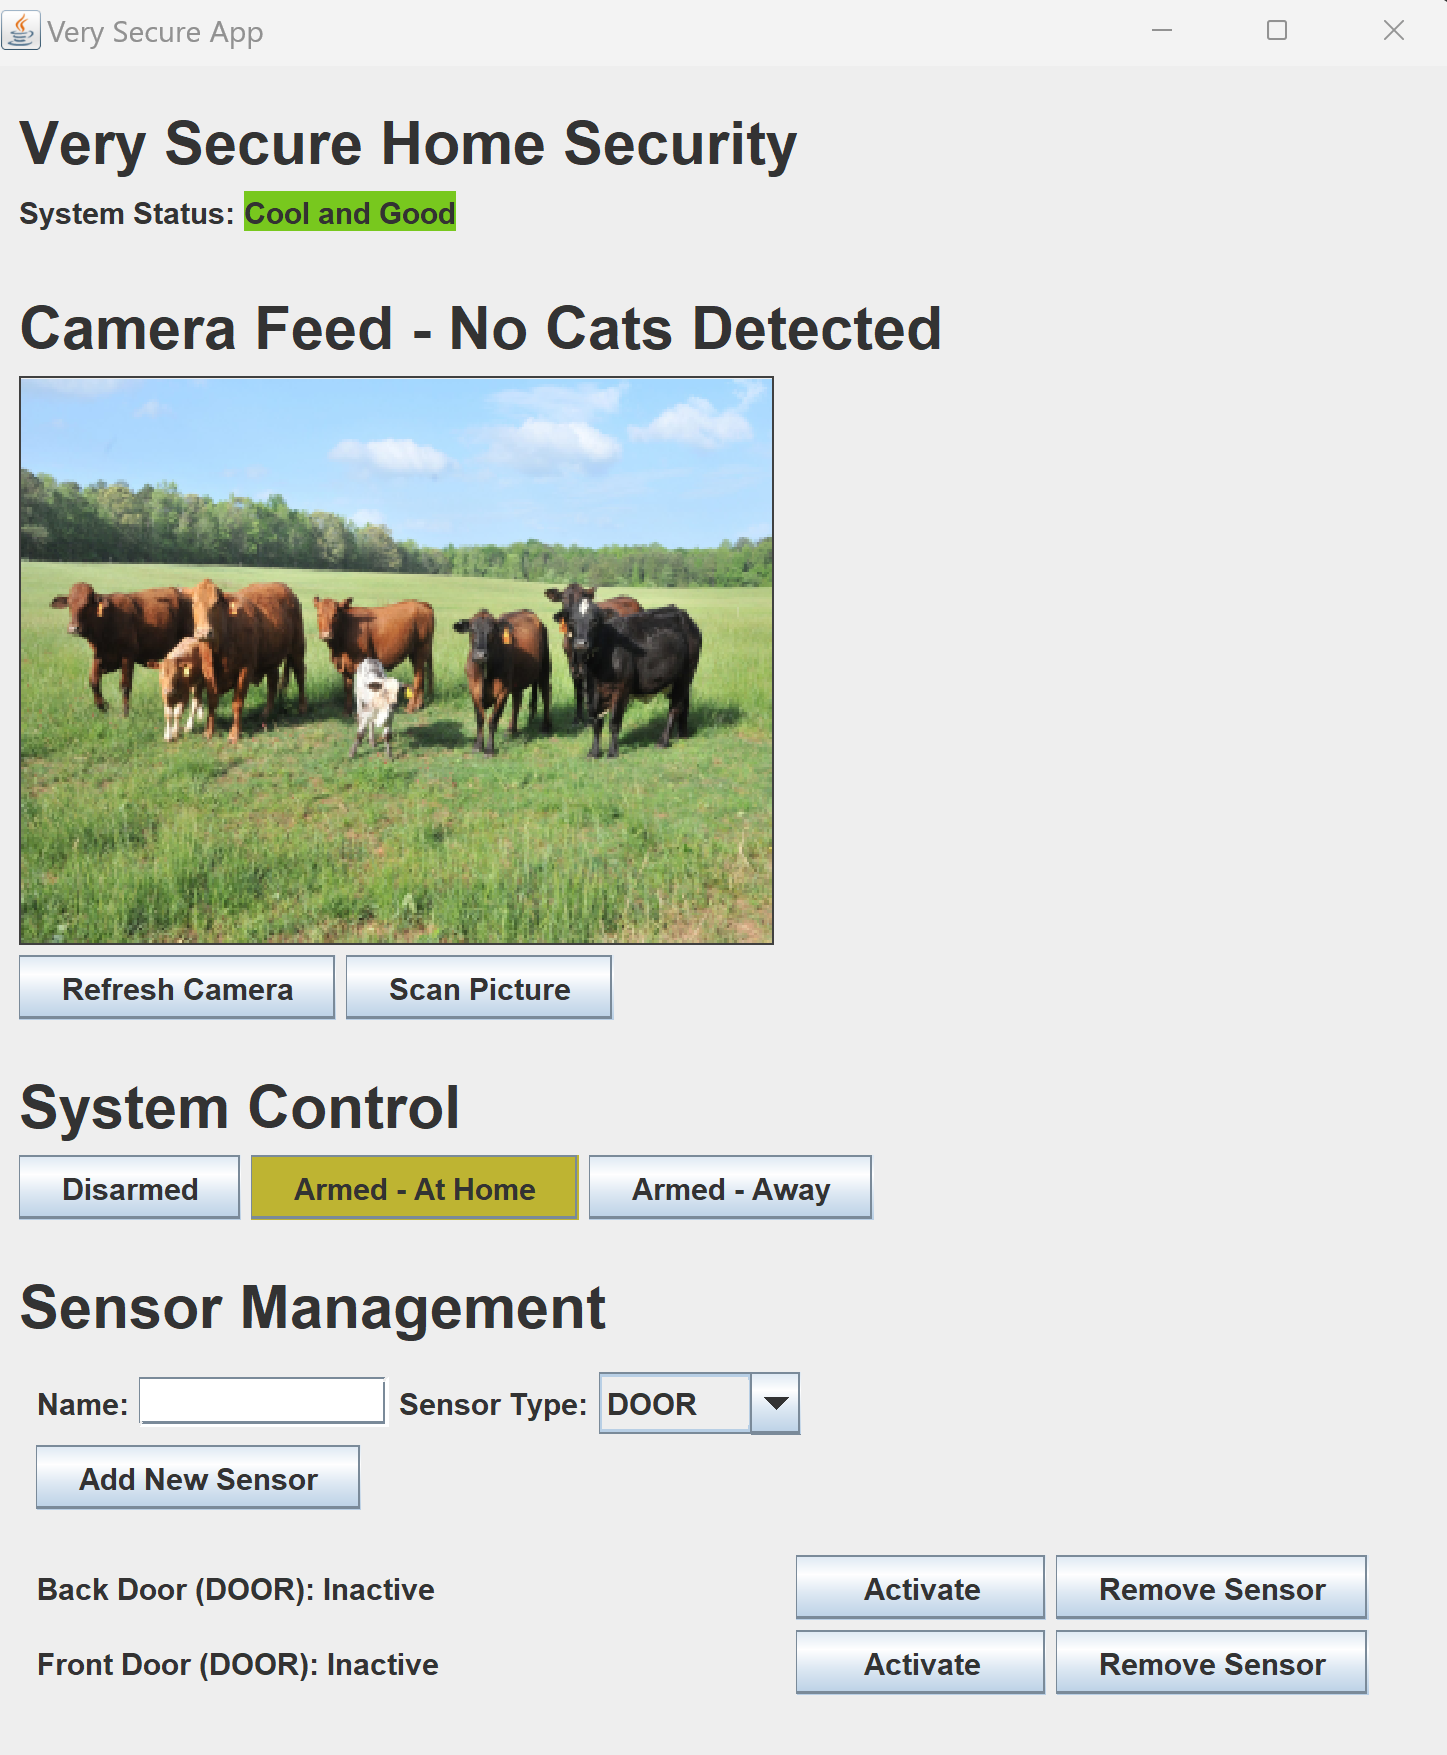 Very Secure App
Very Secure Home Security
System Status: Cool and Good
Camera Feed - No Cats Detected
Refresh Camera Scan Picture
System Control
Disarmed Armed - At Home Armed - Away
Sensor Management
Name: Sensor Type: DOOR
Add New Sensor
Back Door (DOOR): Inactive Activate Remove Sensor
Front Door (DOOR): Inactive Activate Remove Sensor